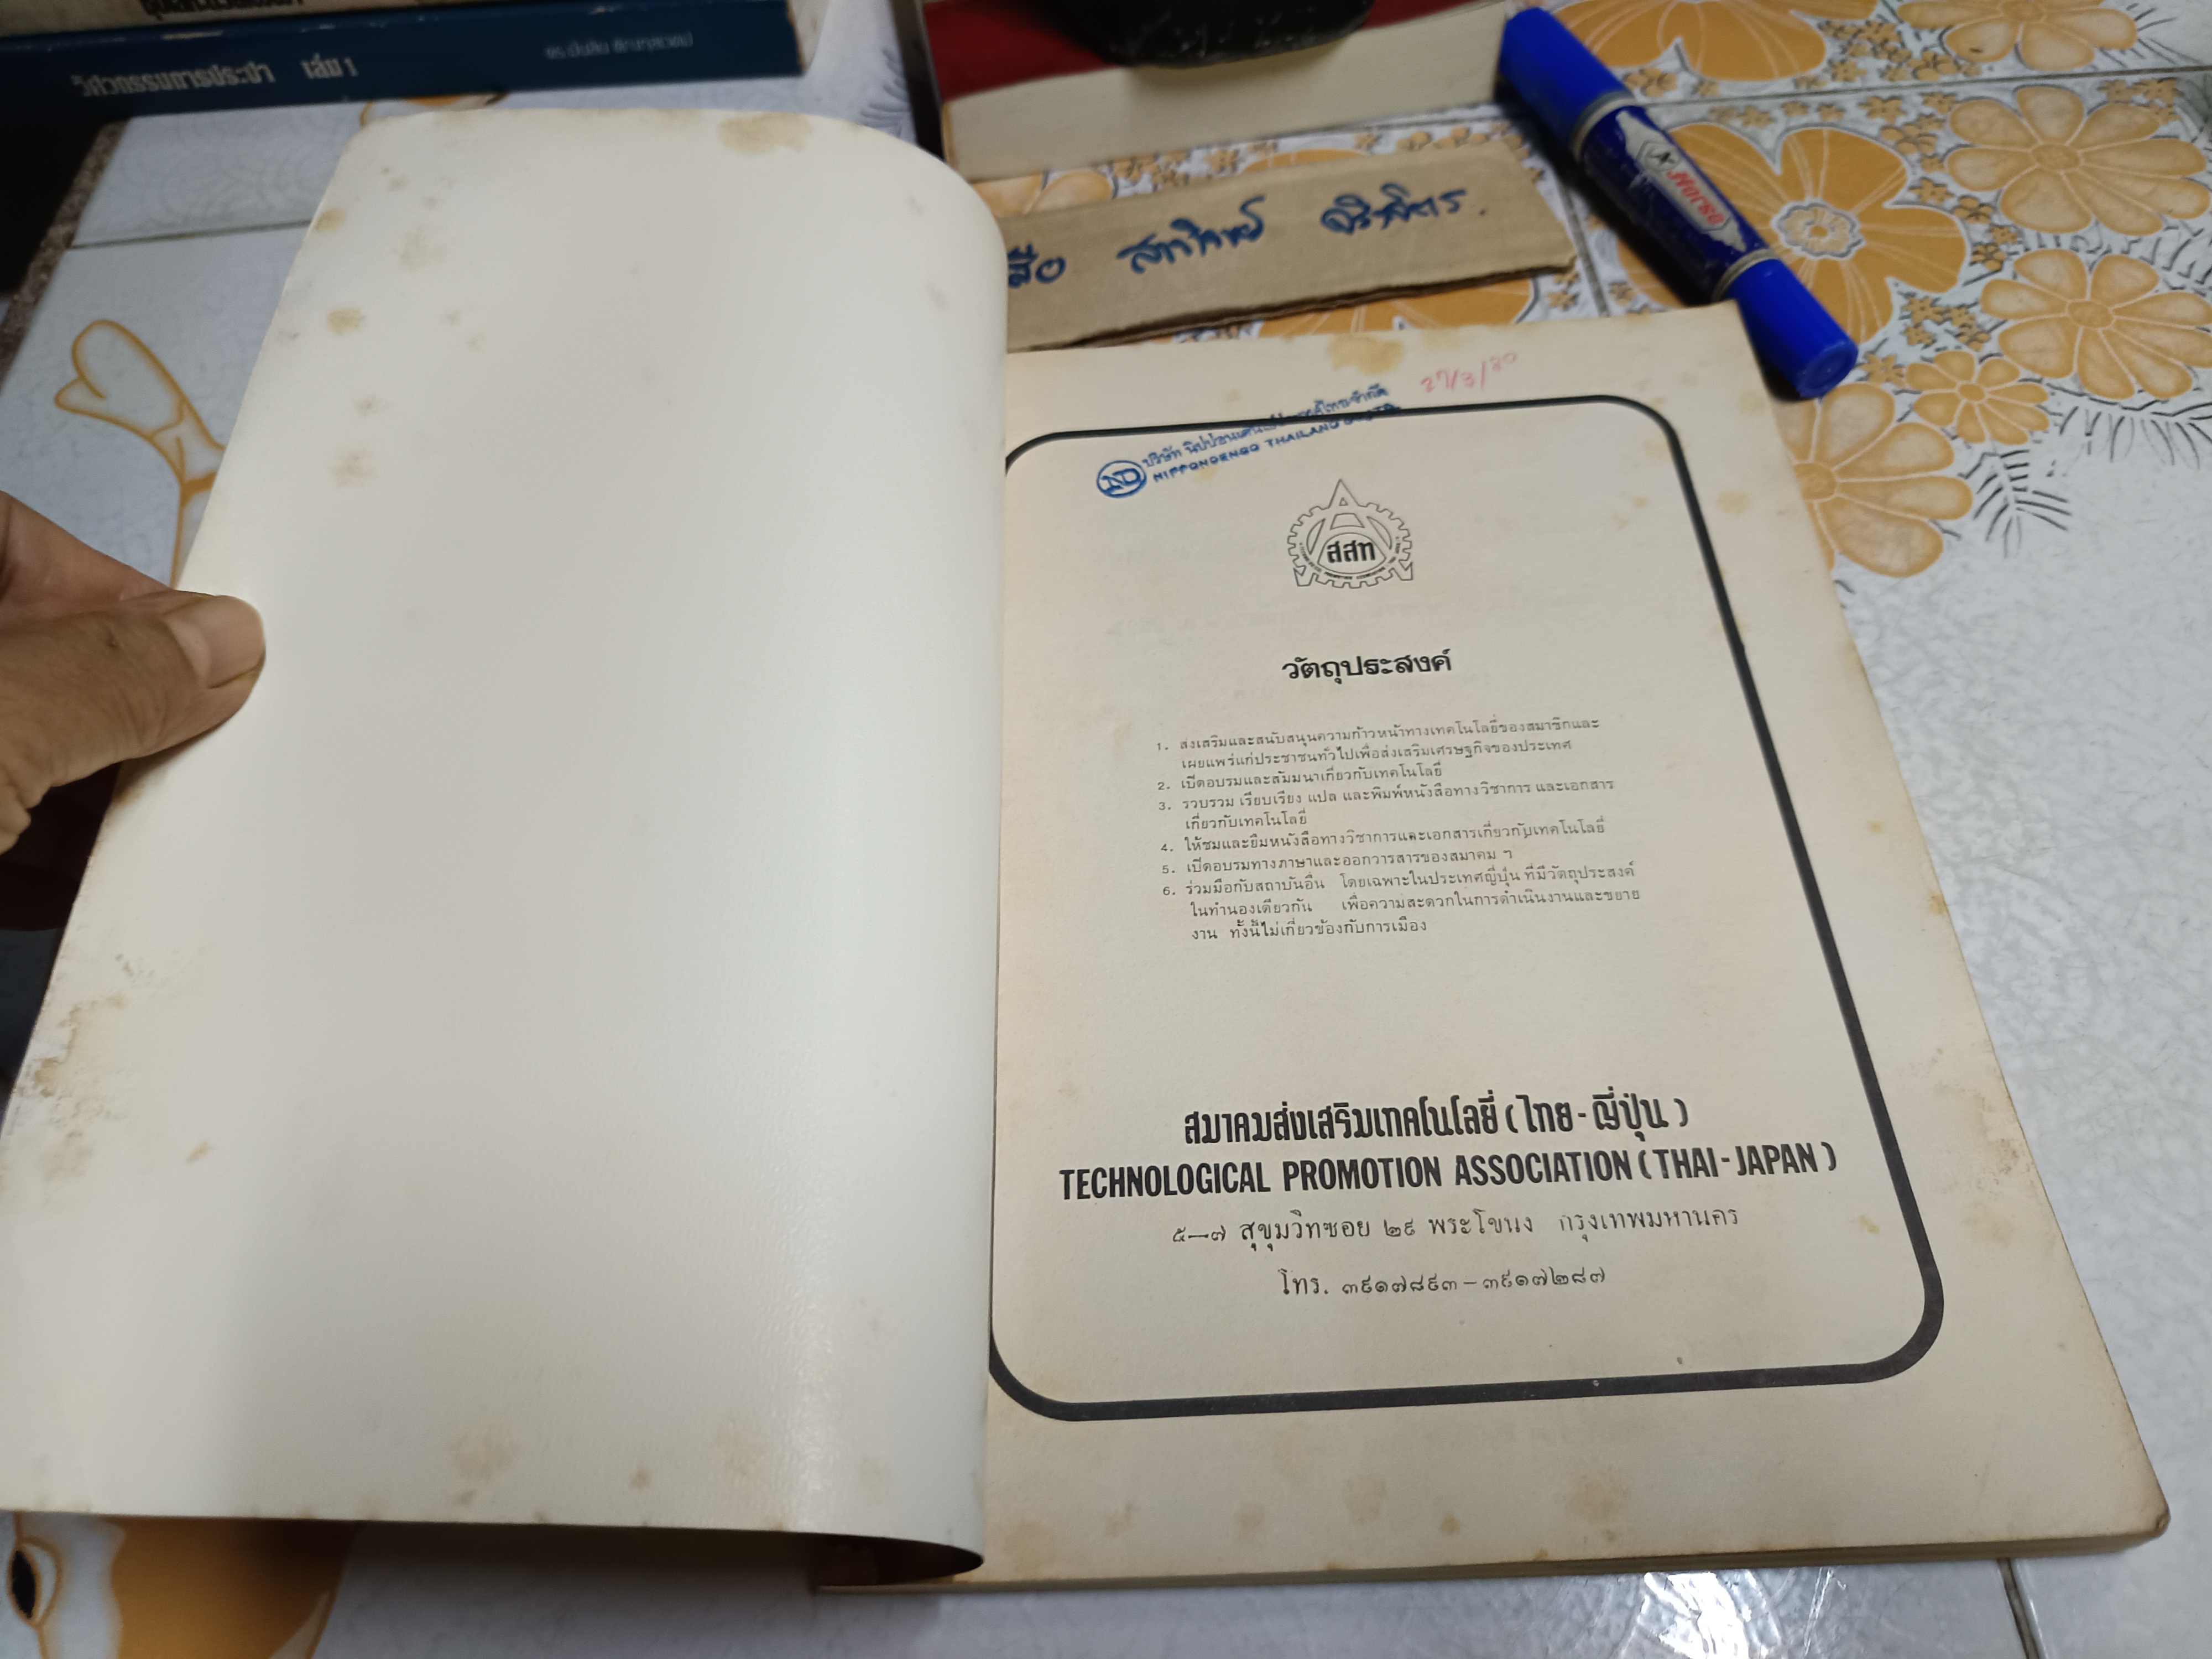 วิศวกรรมการประปา เล่ม 1
27/3/20
บริษัท นิปปอนเด็นโซ่
NIPPONDENSO THAILAND
ND
สสท
วัตถุประสงค์
1. ส่งเสริมและสนับสนุนความก้าวหน้าทางเทคโนโลยี่ของสมาชิกและ
เผยแพร่แก่ประชาชนทั่วไปเพื่อส่งเสริมเศรษฐกิจของประเทศ
2. เปิดอบรมและสัมมนาเกี่ยวกับเทคโนโลยี่
3. รวบรวม เรียบเรียง แปล และพิมพ์หนังสือทางวิชาการ และเอกสาร
เกี่ยวกับเทคโนโลยี่
4. ให้ชมและยืมหนังสือทางวิชาการและเอกสารเกี่ยวกับเทคโนโลยี่
5. เปิดอบรมทางภาษาและออกวารสารของสมาคม ฯ
6. ร่วมมือกับสถาบันอื่น โดยเฉพาะในประเทศญี่ปุ่น ที่มีวัตถุประสงค์
ในทำนองเดียวกัน เพื่อความสะดวกในการดำเนินงานและขยาย
งาน ทั้งนี้ไม่เกี่ยวข้องกับการเมือง
สมาคมส่งเสริมเทคโนโลยี่ (ไทย-ญี่ปุ่น)
TECHNOLOGICAL PROMOTION ASSOCIATION (THAI-JAPAN)
๕-๗ สุขุมวิทซอย ๒๙ พระโขนง กรุงเทพมหานคร
โทร. ๓๙๑๗๘๙๓-๓๙๑๗๒๘๗
Horse